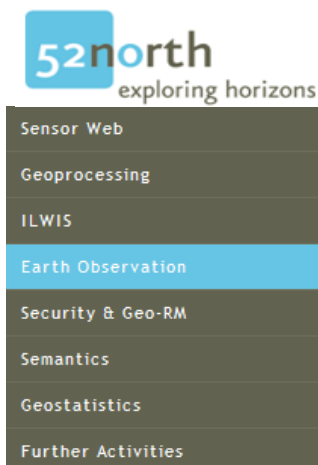 52north
exploring horizons
Sensor Web
Geoprocessing
ILWIS
Earth Observation
Security & Geo-RM
Semantics
Geostatistics
Further Activities